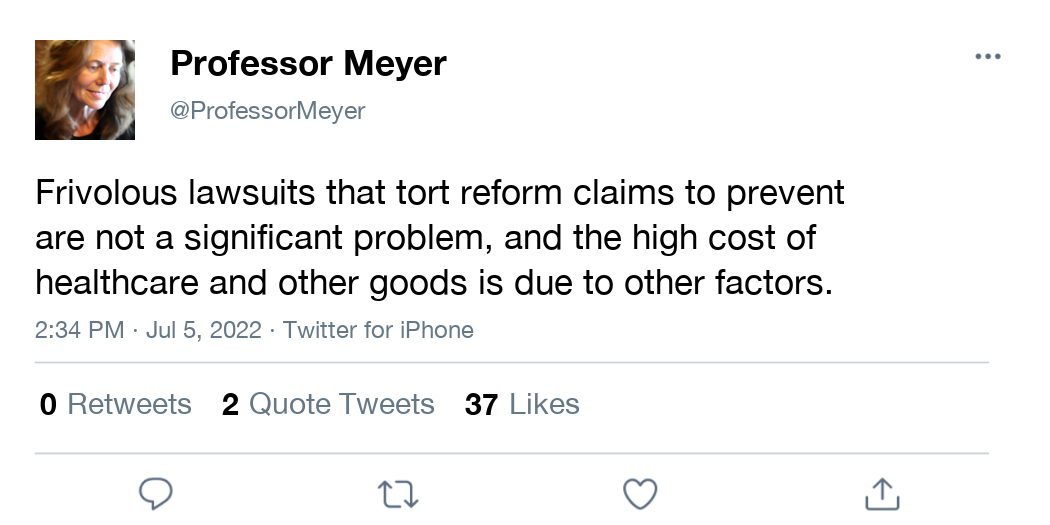 Professor Meyer
@ProfessorMeyer
Frivolous lawsuits that tort reform claims to prevent
are not a significant problem, and the high cost of
healthcare and other goods is due to other factors.
2:34 PM · Jul 5, 2022 · Twitter for iPhone
0 Retweets 2 Quote Tweets 37 Likes